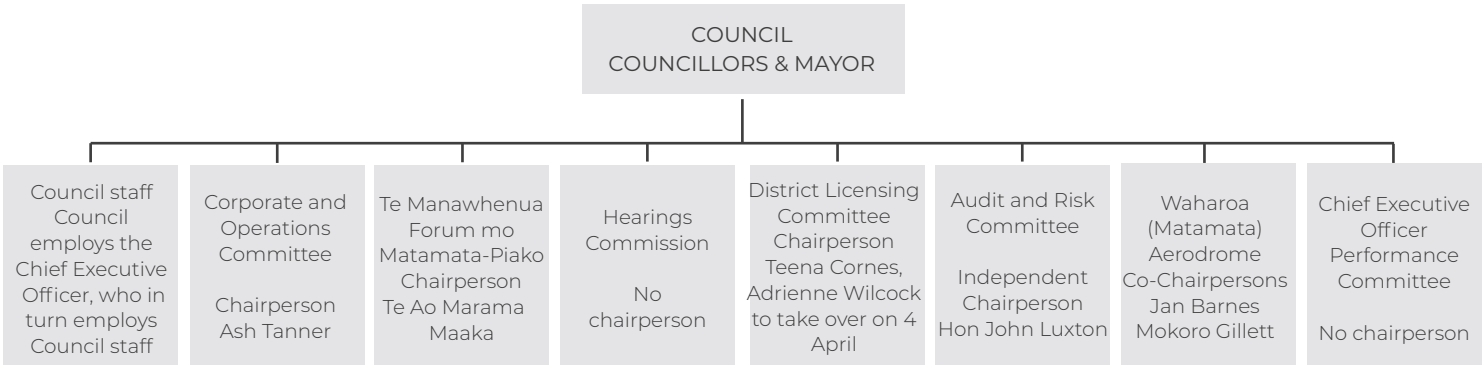 COUNCIL
COUNCILLORS & MAYOR
Council staff
Council
employs the
Chief Executive
Officer, who in
turn employs
Council staff
Corporate and
Operations
Committee
Chairperson
Ash Tanner
Te Manawhenua
Forum mo
Matamata-Piako
Chairperson
Te Ao Marama
Maaka
Hearings
Commission
No
chairperson
District Licensing
Committee
Chairperson
Teena Cornes,
Adrienne Wilcock
to take over on 4
April
Audit and Risk
Committee
Independent
Chairperson
Hon John Luxton
Waharoa
(Matamata)
Aerodrome
Co-Chairpersons
Jan Barnes
Mokoro Gillett
Chief Executive
Officer
Performance
Committee
No chairperson